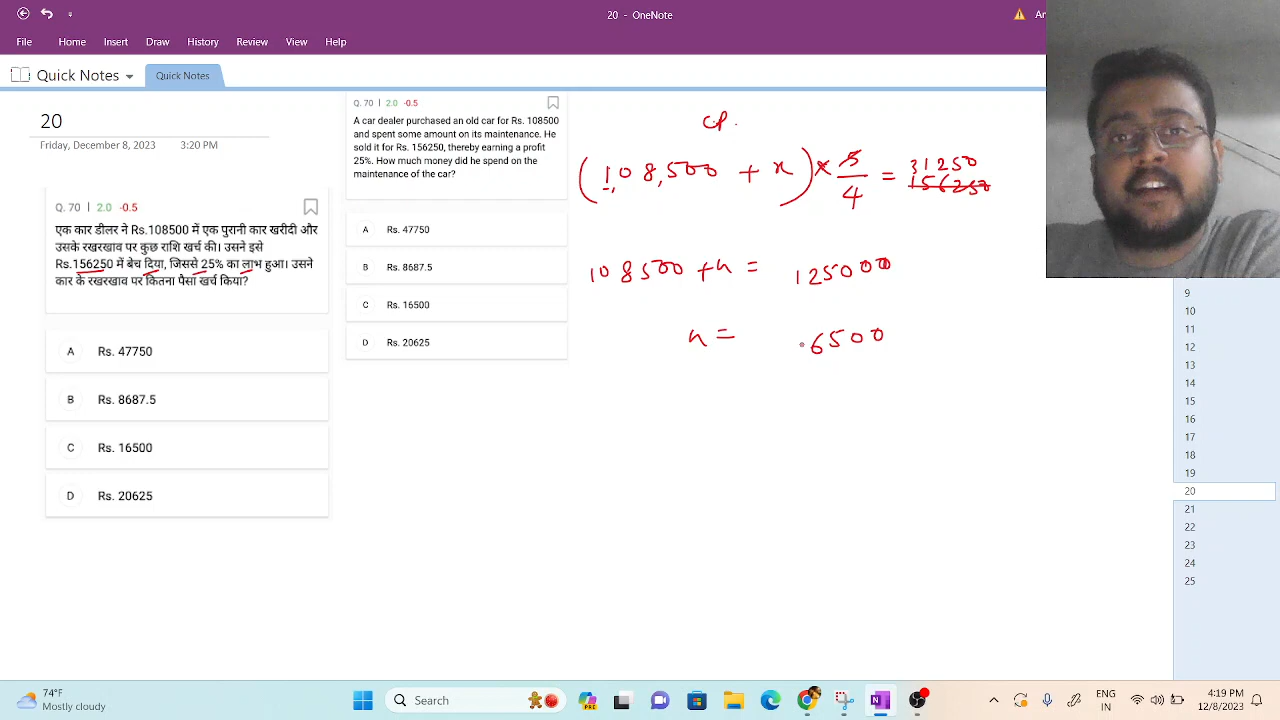 20 - OneNote
An
File Home Insert Draw History Review View Help
Quick Notes
Quick Notes
20
Friday, December 8, 2023 3:20 PM
Q. 70 | 2.0 -0.5
एक कार डीलर ने Rs.108500 में एक पुरानी कार खरीदी और
उसके रखरखाव पर कुछ राशि खर्च की। उसने इसे
Rs.156250 में बेच दिया, जिससे 25% का लाभ हुआ। उसने
कार के रखरखाव पर कितना पैसा खर्च किया?
A Rs. 47750
B Rs. 8687.5
C Rs. 16500
D Rs. 20625
Q. 70 | 2.0 -0.5
A car dealer purchased an old car for Rs. 108500
and spent some amount on its maintenance. He
sold it for Rs. 156250, thereby earning a profit
25%. How much money did he spend on the
maintenance of the car?
A Rs. 47750
B Rs. 8687.5
C Rs. 16500
D Rs. 20625
CP.
31250
(108,500 + x) × 5/4 = 156250
108500 + x = 125000
x = 6500
9
10
11
12
13
14
15
16
17
18
19
20
21
22
23
24
25
74°F
Mostly cloudy
Search
ENG
IN
4:19 PM
12/8/2023